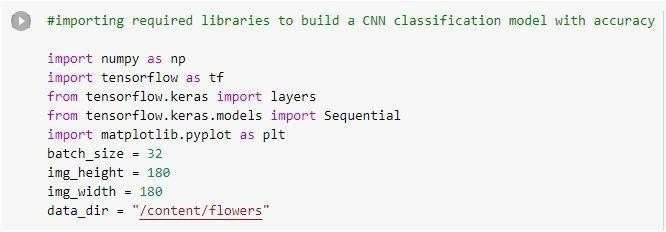 #importing required libraries to build a CNN classification model with accuracy
import numpy as np
import tensorflow as tf
from tensorflow.keras import layers
from tensorflow.keras.models import Sequential
import matplotlib.pyplot as plt
batch_size = 32
img_height = 180
img_width = 180
data_dir = "/content/flowers"